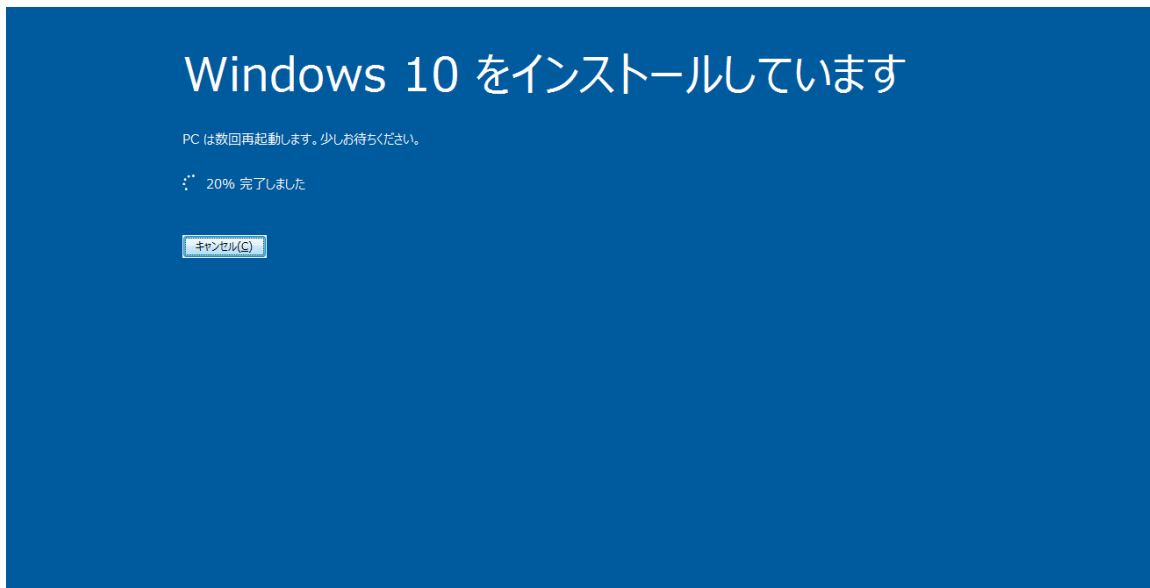 Windows 10 をインストールしています
PC は数回再起動します。少しお待ちください。
20% 完了しました
キャンセル(C)